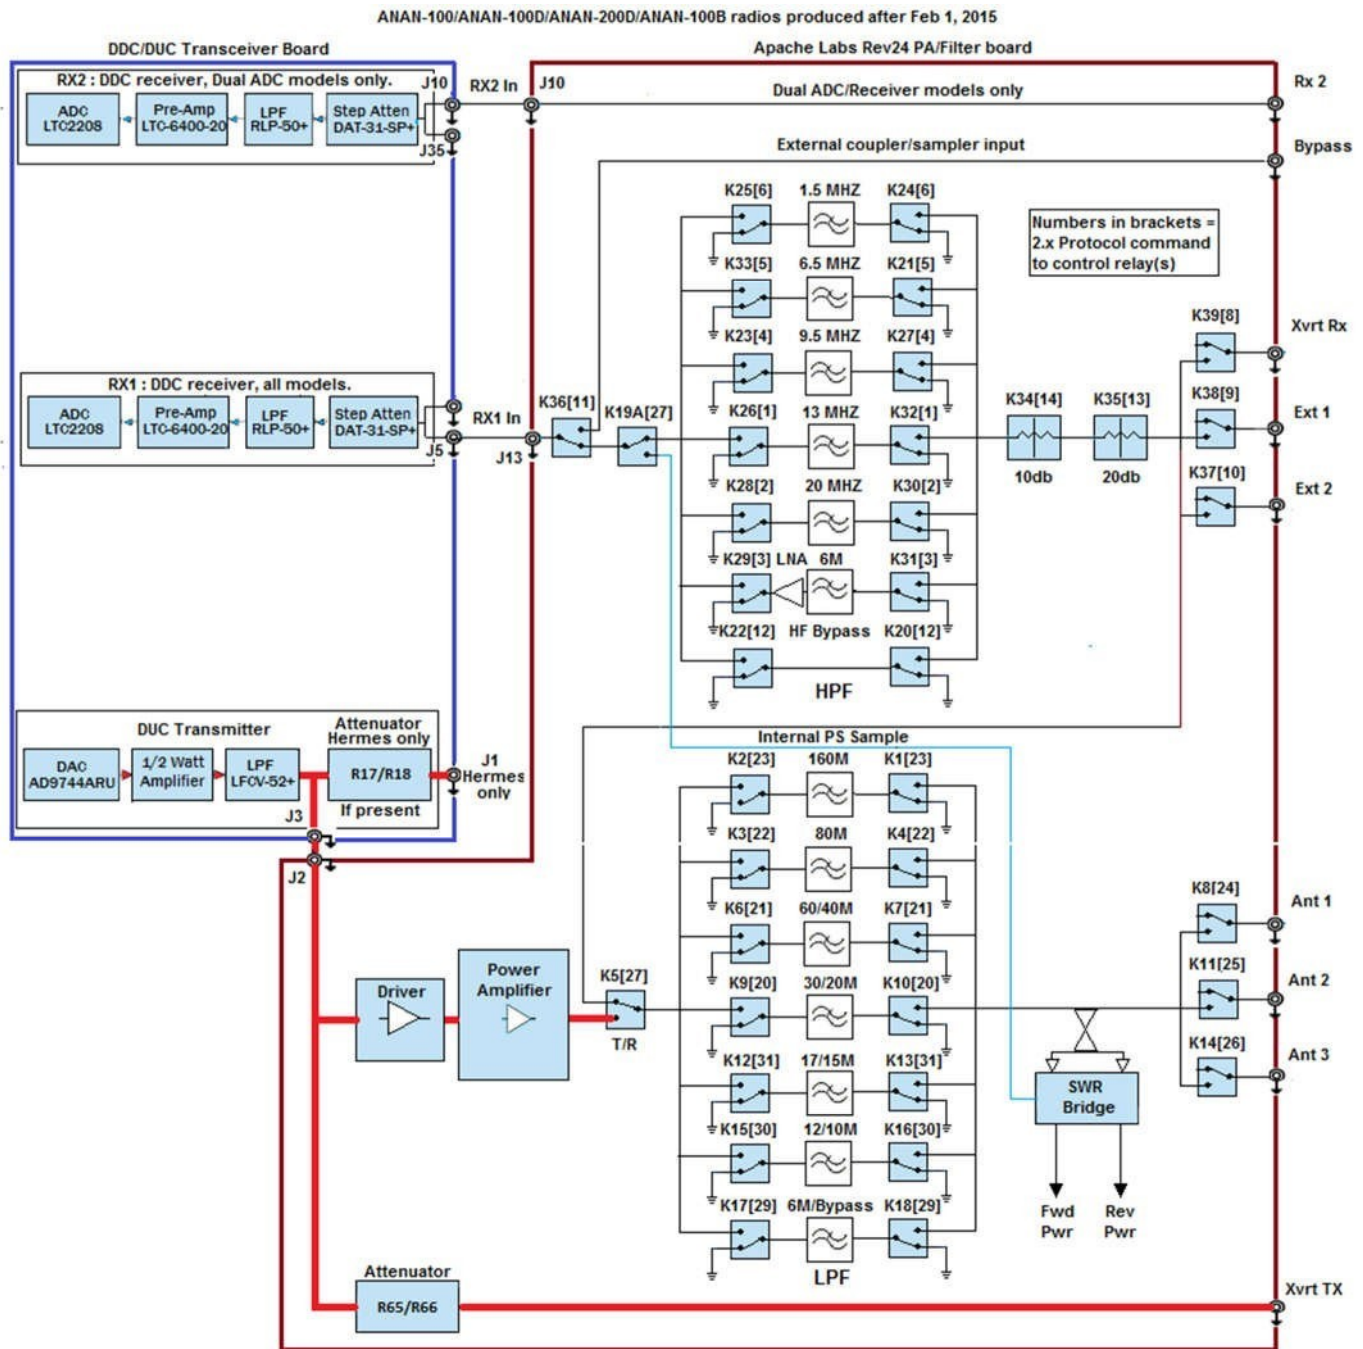 ANAN-100/ANAN-100D/ANAN-200D/ANAN-100B radios produced after Feb 1, 2015
DDC/DUC Transceiver Board
Apache Labs Rev24 PA/Filter board
RX2 : DDC receiver, Dual ADC models only.
J10
RX2 In
J10
Dual ADC/Receiver models only
Rx 2
ADC
LTC2208
Pre-Amp
LTC-6400-20
LPF
RLP-50+
Step Atten
DAT-31-SP+
J35
External coupler/sampler input
Bypass
K25[6]
1.5 MHZ
K24[6]
Numbers in brackets =
2.x Protocol command
to control relay(s)
K33[5]
6.5 MHZ
K21[5]
K23[4]
9.5 MHZ
K27[4]
K39[8]
Xvrt Rx
RX1 : DDC receiver, all models.
ADC
LTC2208
Pre-Amp
LTC-6400-20
LPF
RLP-50+
Step Atten
DAT-31-SP+
J5
RX1 In
J13
K36[11]
K19A[27]
K26[1]
13 MHZ
K32[1]
K34[14]
10db
K35[13]
20db
K38[9]
Ext 1
K28[2]
20 MHZ
K30[2]
K37[10]
Ext 2
K29[3]
LNA
6M
K31[3]
K22[12]
HF Bypass
K20[12]
HPF
DUC Transmitter
Attenuator
Hermes only
DAC
AD9744ARU
1/2 Watt
Amplifier
LPF
LFCV-52+
R17/R18
If present
J1
Hermes
only
J3
J2
Internal PS Sample
K2[23]
160M
K1[23]
K3[22]
80M
K4[22]
K6[21]
60/40M
K7[21]
K8[24]
Ant 1
Driver
Power
Amplifier
K5[27]
T/R
K9[20]
30/20M
K10[20]
K11[25]
Ant 2
K12[31]
17/15M
K13[31]
K14[26]
Ant 3
SWR
Bridge
K15[30]
12/10M
K16[30]
K17[29]
6M/Bypass
K18[29]
Fwd
Pwr
Rev
Pwr
LPF
Attenuator
R65/R66
Xvrt TX